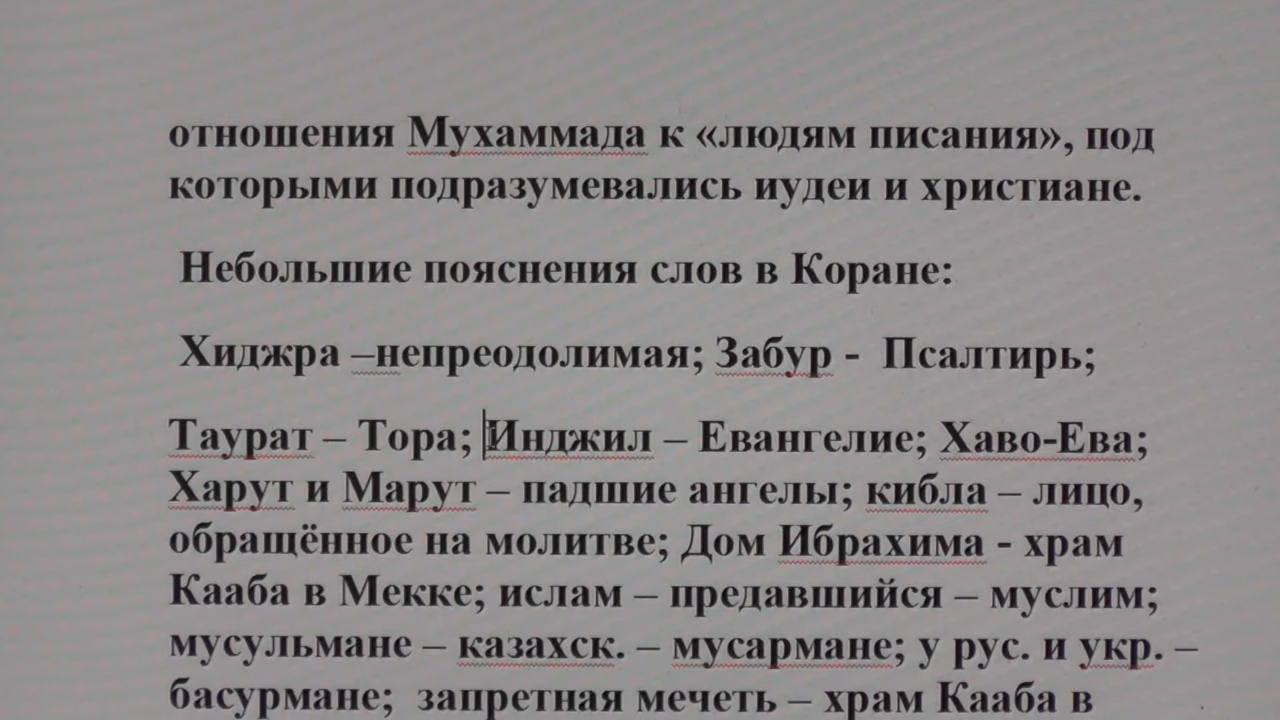 отношения Мухаммада к «людям писания», под
которыми подразумевались иудеи и христиане.
Небольшие пояснения слов в Коране:
Хиджра –непреодолимая; Забур - Псалтирь;
Таурат – Тора; Инджил – Евангелие; Хаво-Ева;
Харут и Марут – падшие ангелы; кибла – лицо,
обращённое на молитве; Дом Ибрахима - храм
Кааба в Мекке; ислам – предавшийся – муслим;
мусульмане – казахск. – мусармане; у рус. и укр. –
басурмане; запретная мечеть – храм Кааба в